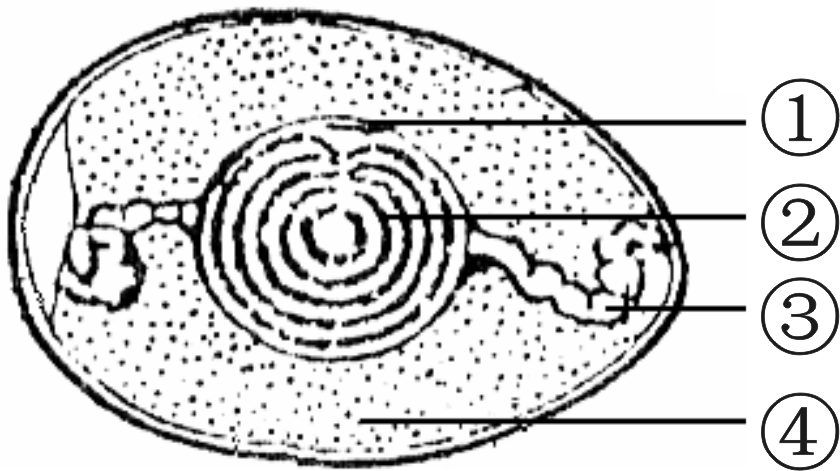 ①
②
③
④